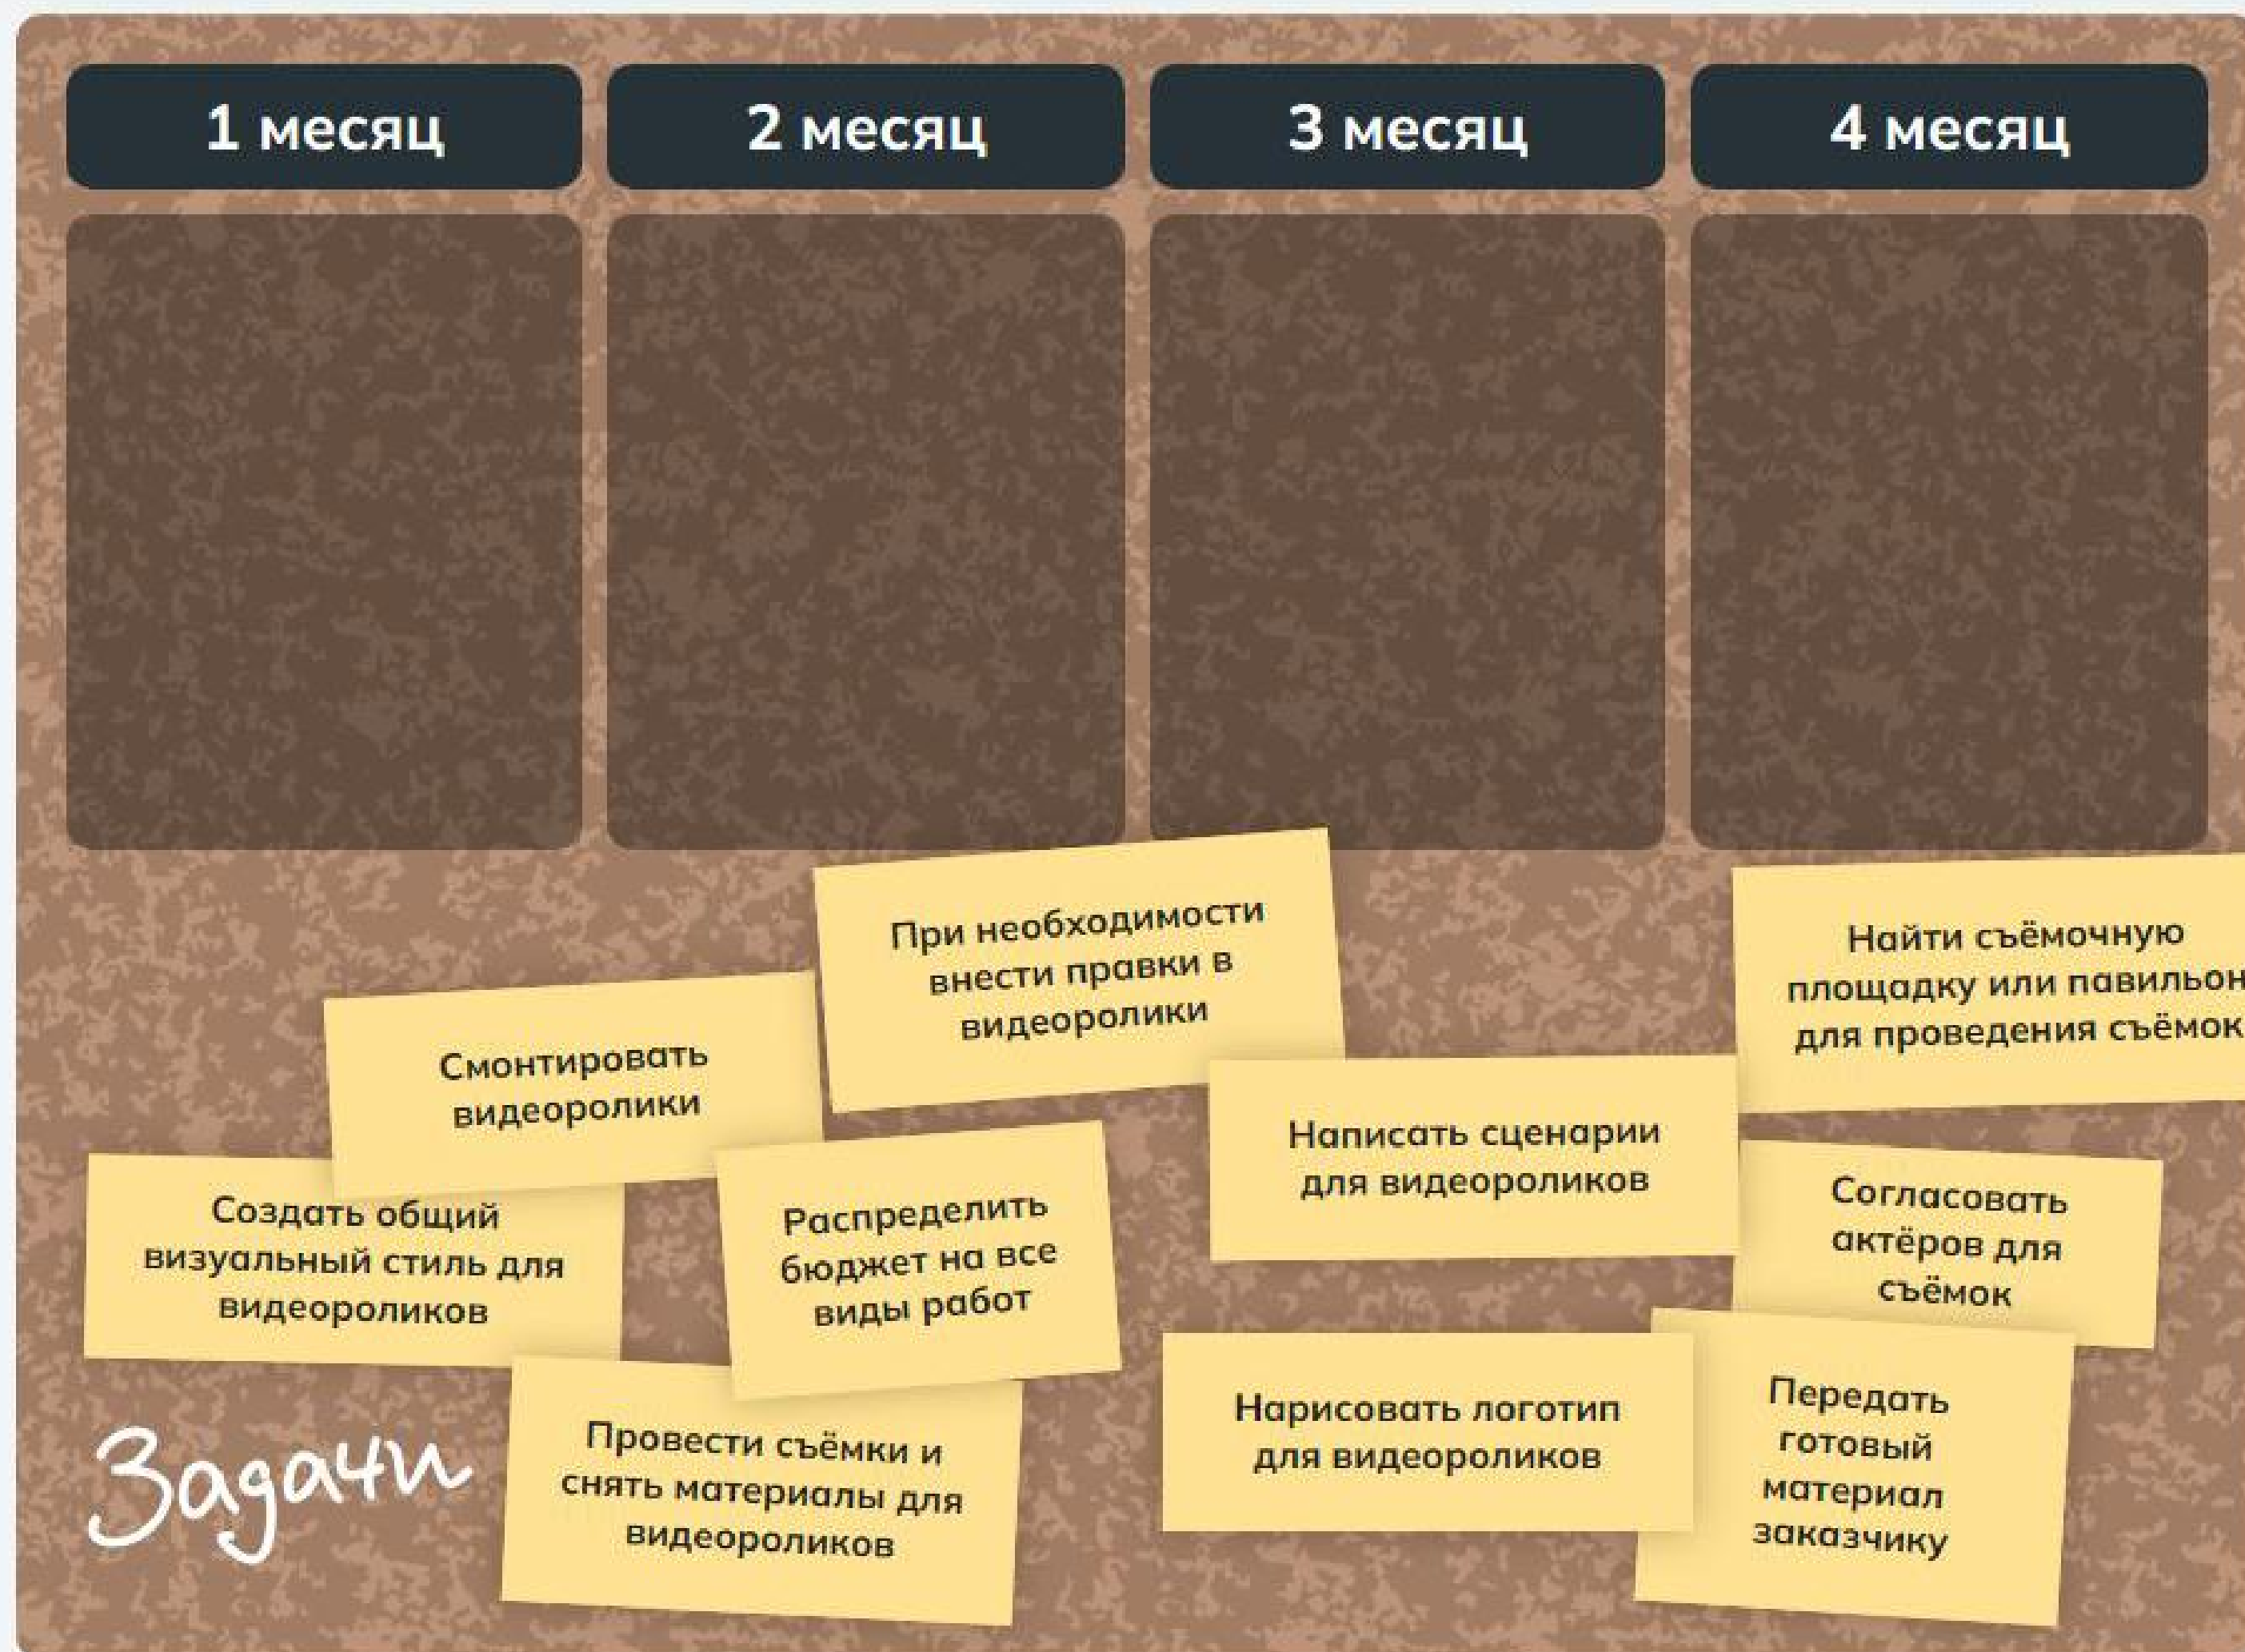 1 месяц
2 месяц
3 месяц
4 месяц
При необходимости
внести правки в
видеоролики
Найти съёмочную
площадку или павильон
для проведения съёмок
Смонтировать
видеоролики
Написать сценарии
для видеороликов
Создать общий
визуальный стиль для
видеороликов
Распределить
бюджет на все
виды работ
Согласовать
актёров для
съёмок
Нарисовать логотип
для видеороликов
Передать
готовый
материал
заказчику
Задачи
Провести съёмки и
снять материалы для
видеороликов